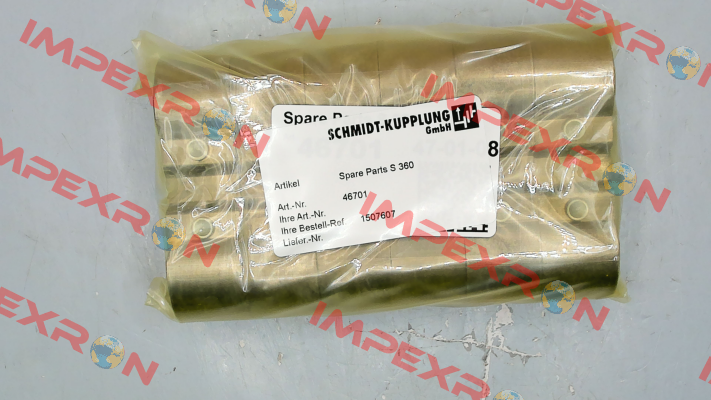 Spare
SCHMIDT-KUPPLUNG
GmbH
8
Artikel Spare Parts S 360
Art.-Nr. 46701
Ihre Art.-Nr.
Ihre Bestell-Ref 1507607
Liefer.-Nr.
IMPEXRON
IMPEXRON
IMPEXRON
IMPEXRON
IMPEXRON
IMPEXRON
IMPEXRON